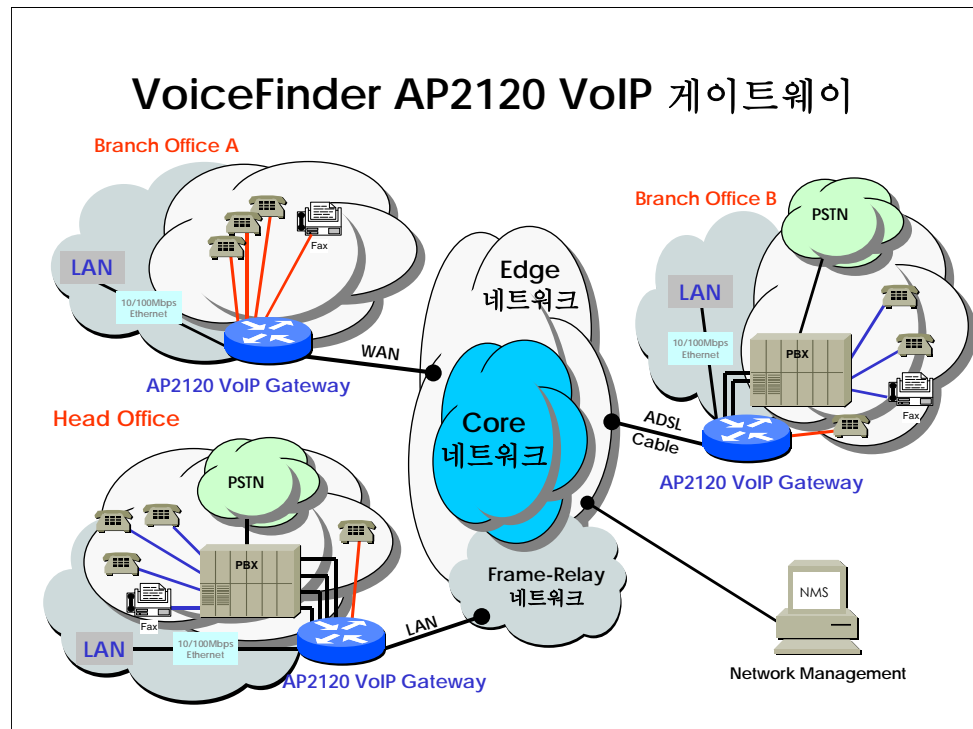 VoiceFinder AP2120 VoIP 게이트웨이
Branch Office A
Fax
LAN
10/100Mbps
Ethernet
WAN
AP2120 VoIP Gateway
Edge
네트워크
Core
네트워크
Frame-Relay
네트워크
Branch Office B
PSTN
LAN
10/100Mbps
Ethernet
PBX
Fax
ADSL
Cable
AP2120 VoIP Gateway
Head Office
PSTN
PBX
Fax
LAN
10/100Mbps
Ethernet
LAN
AP2120 VoIP Gateway
NMS
Network Management